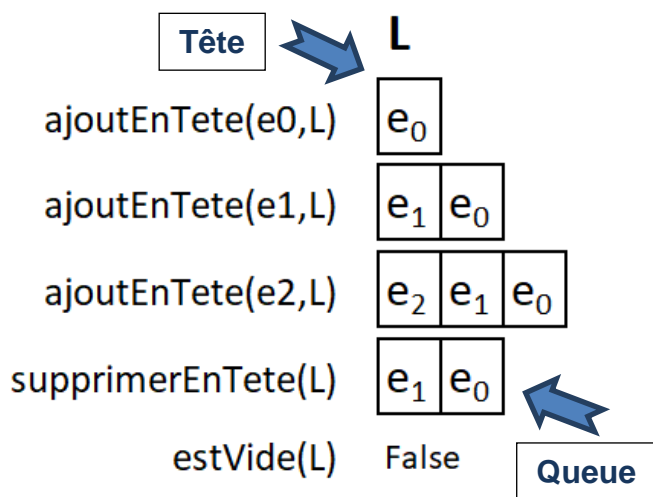 Tête
L
ajoutEnTete(e0,L) e₀
ajoutEnTete(e1,L) e₁ e₀
ajoutEnTete(e2,L) e₂ e₁ e₀
supprimerEnTete(L) e₁ e₀
estVide(L) False
Queue